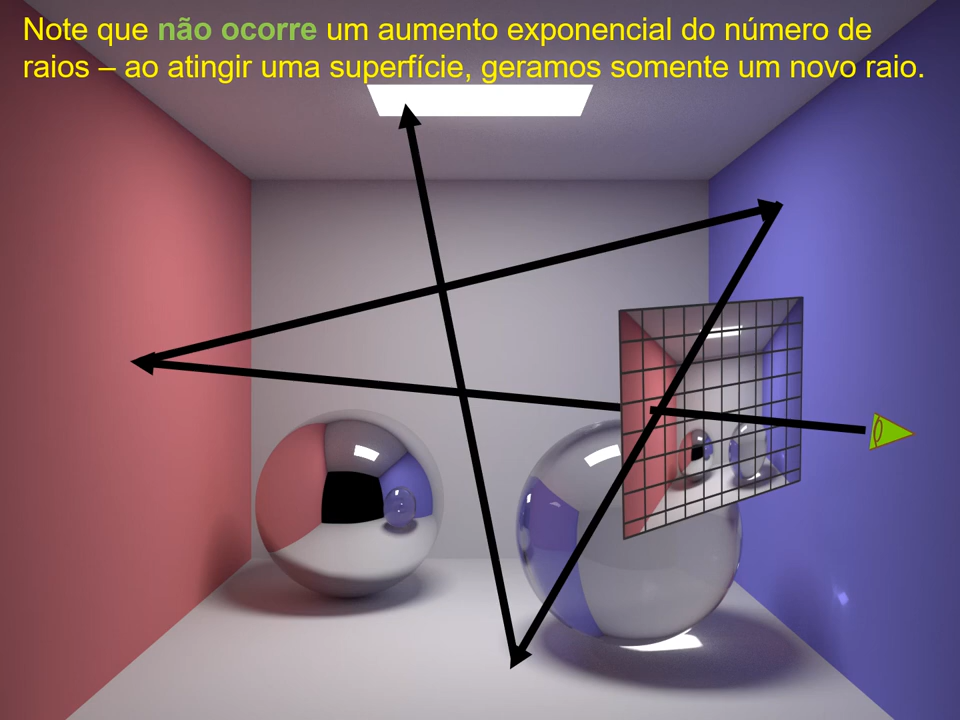 Note que não ocorre um aumento exponencial do número de
raios – ao atingir uma superfície, geramos somente um novo raio.